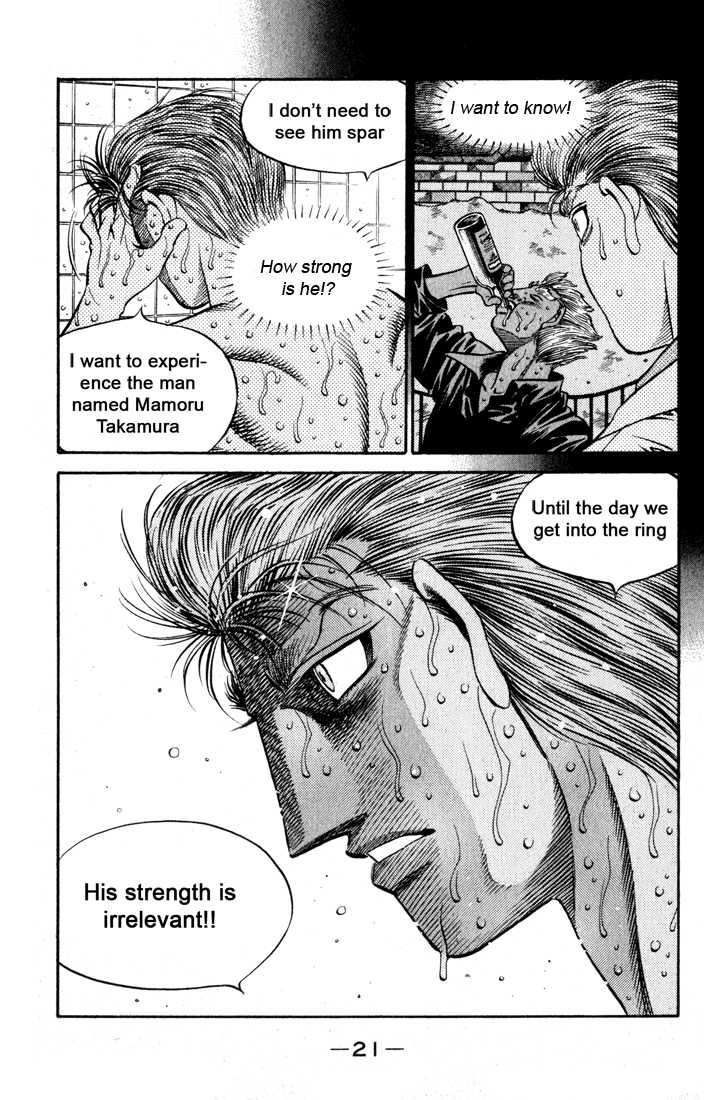 I want to know!
I don't need to
see him spar
How strong
is he!?
I want to experi-
ence the man
named Mamoru
Takamura
Until the day we
get into the ring
His strength is
irrelevant!!
—21—